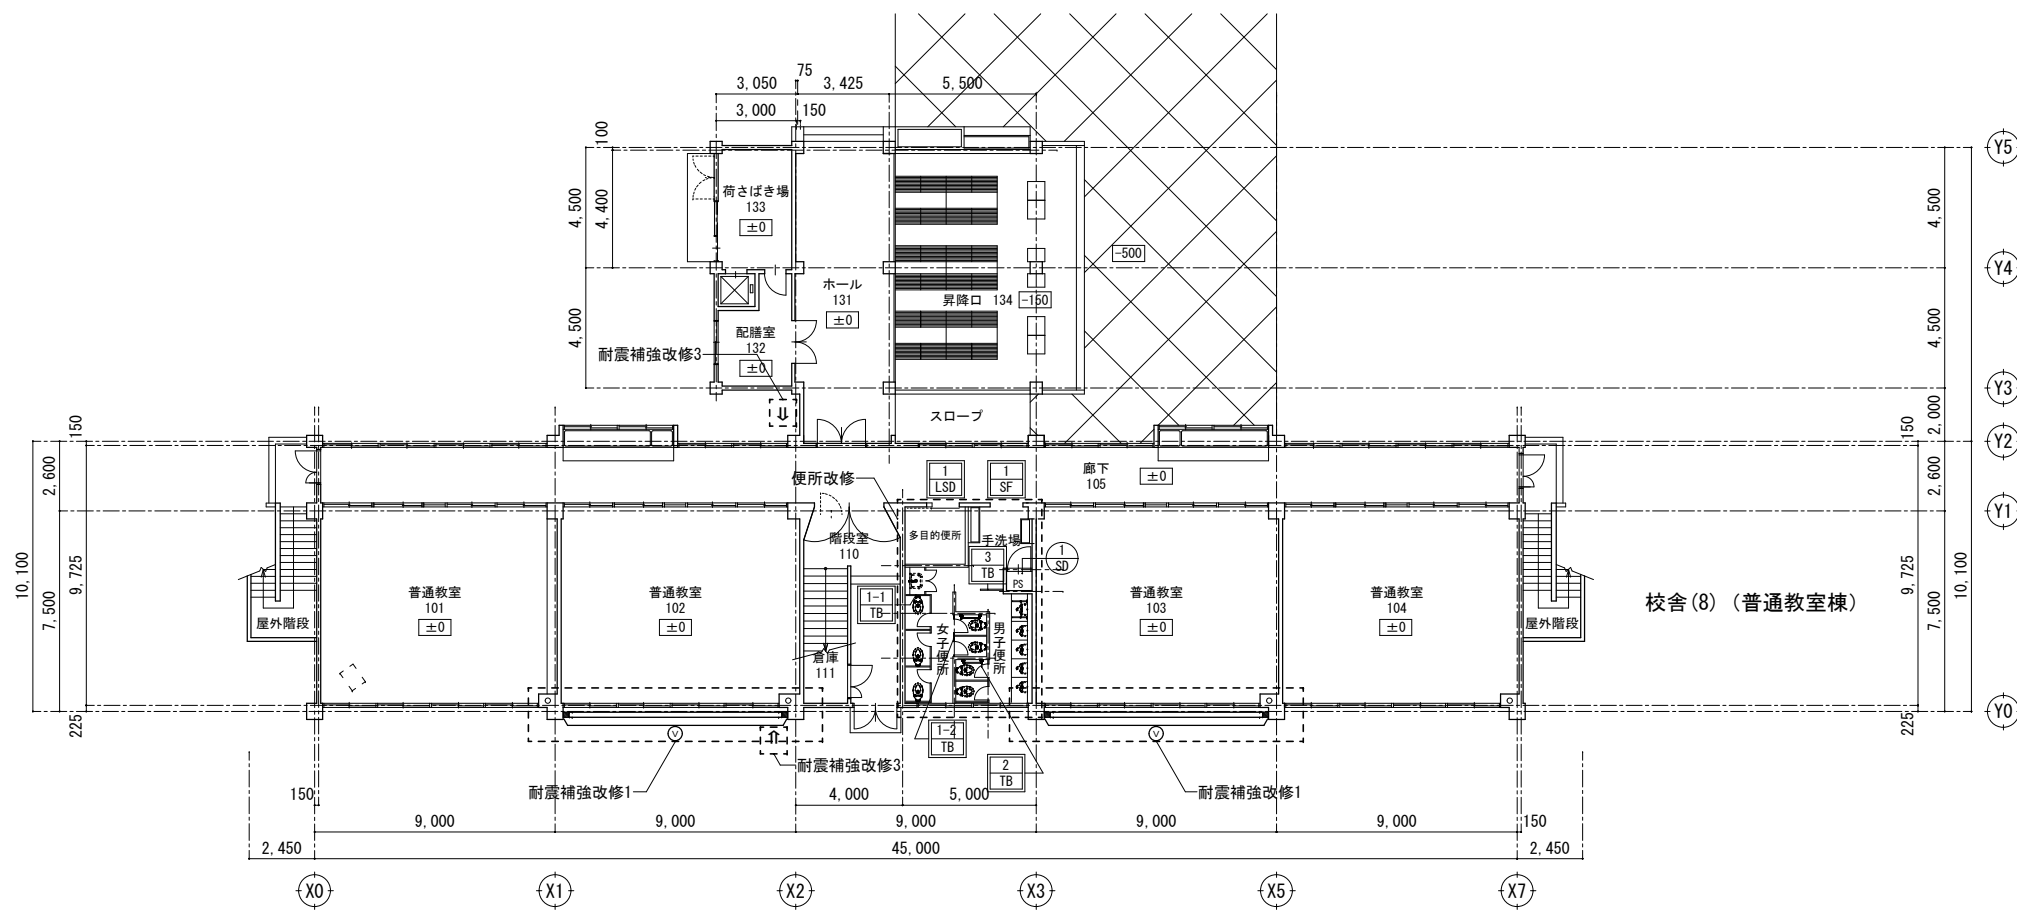 75
3,050
3,425
5,500
3,000
150
100
Y5
4,500
4,400
荷さばき場
133
±0
4,500
4,500
-500
Y4
ホール
131
±0
昇降口 134 -150
4,500
配膳室
132
±0
耐震補強改修3
4,500
Y3
スロープ
2,000
150
150
Y2
2,600
廊下
105
±0
1
LSD
1
SF
便所改修
2,600
Y1
多目的便所
手洗場
階段室
110
3
TB
1
SD
PS
1-1
TB
普通教室
101
±0
普通教室
102
±0
普通教室
103
±0
普通教室
104
±0
校舎(8) (普通教室棟)
10,100
7,500
9,725
9,725
7,500
10,100
屋外階段
屋外階段
女子便所
男子便所
倉庫
111
225
225
Y0
V
V
1-2
TB
2
TB
耐震補強改修3
耐震補強改修1
耐震補強改修1
150
4,000
5,000
9,000
9,000
9,000
9,000
9,000
150
2,450
45,000
2,450
X0
X1
X2
X3
X5
X7